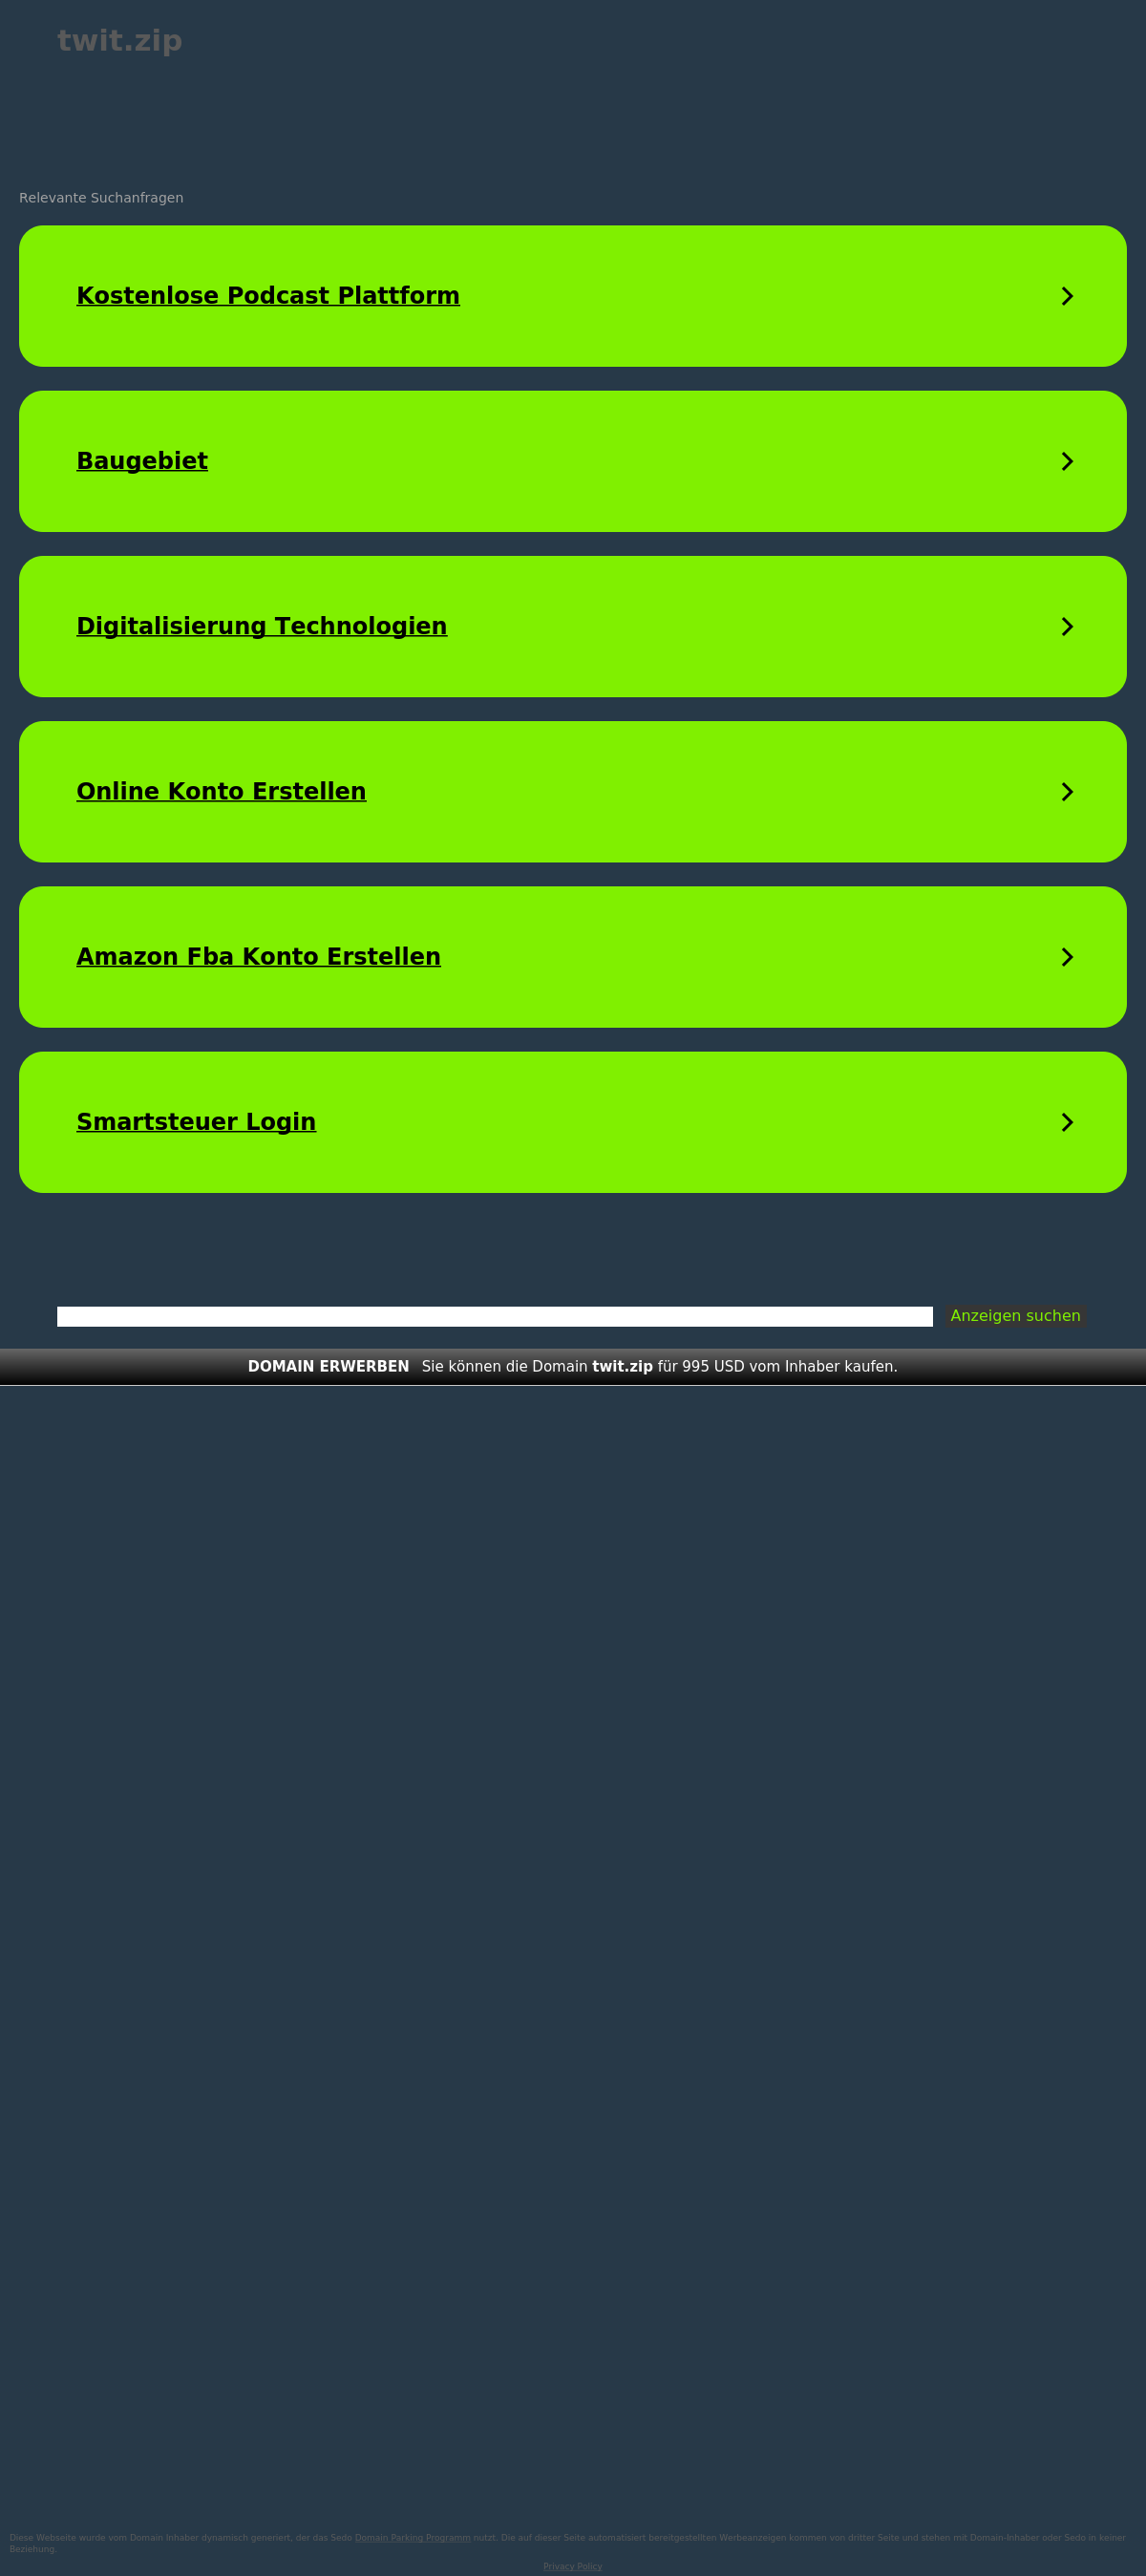 twit.zip
Relevante Suchanfragen
Kostenlose Podcast Plattform
Baugebiet
Digitalisierung Technologien
Online Konto Erstellen
Amazon Fba Konto Erstellen
Smartsteuer Login
Anzeigen suchen
DOMAIN ERWERBEN Sie können die Domain twit.zip für 995 USD vom Inhaber kaufen.
Diese Webseite wurde vom Domain Inhaber dynamisch generiert, der das Sedo Domain Parking Programm nutzt. Die auf dieser Seite automatisiert bereitgestellten Werbeanzeigen kommen von dritter Seite und stehen mit Domain-Inhaber oder Sedo in keiner
Beziehung.
Privacy Policy